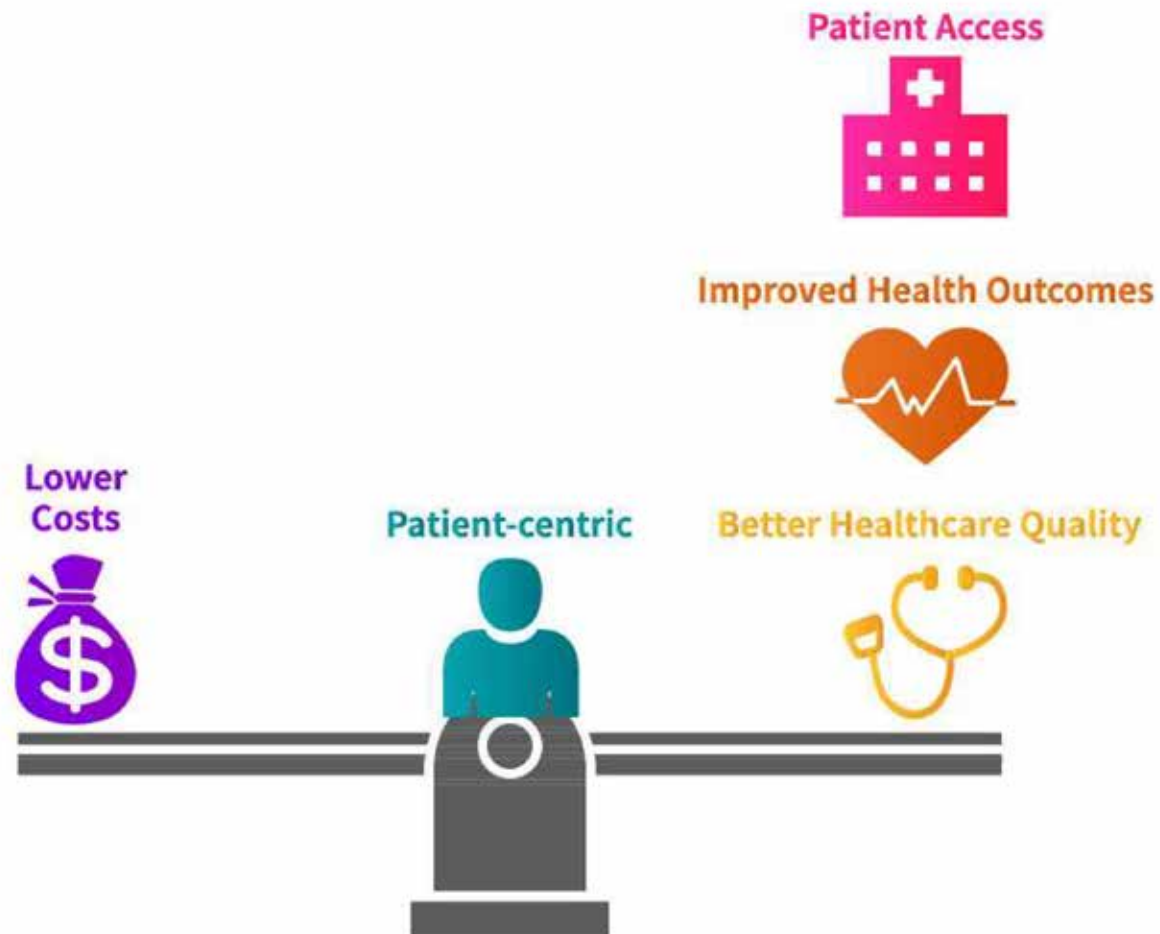 Patient Access
Improved Health Outcomes
Lower
Costs
Patient-centric
Better Healthcare Quality
$